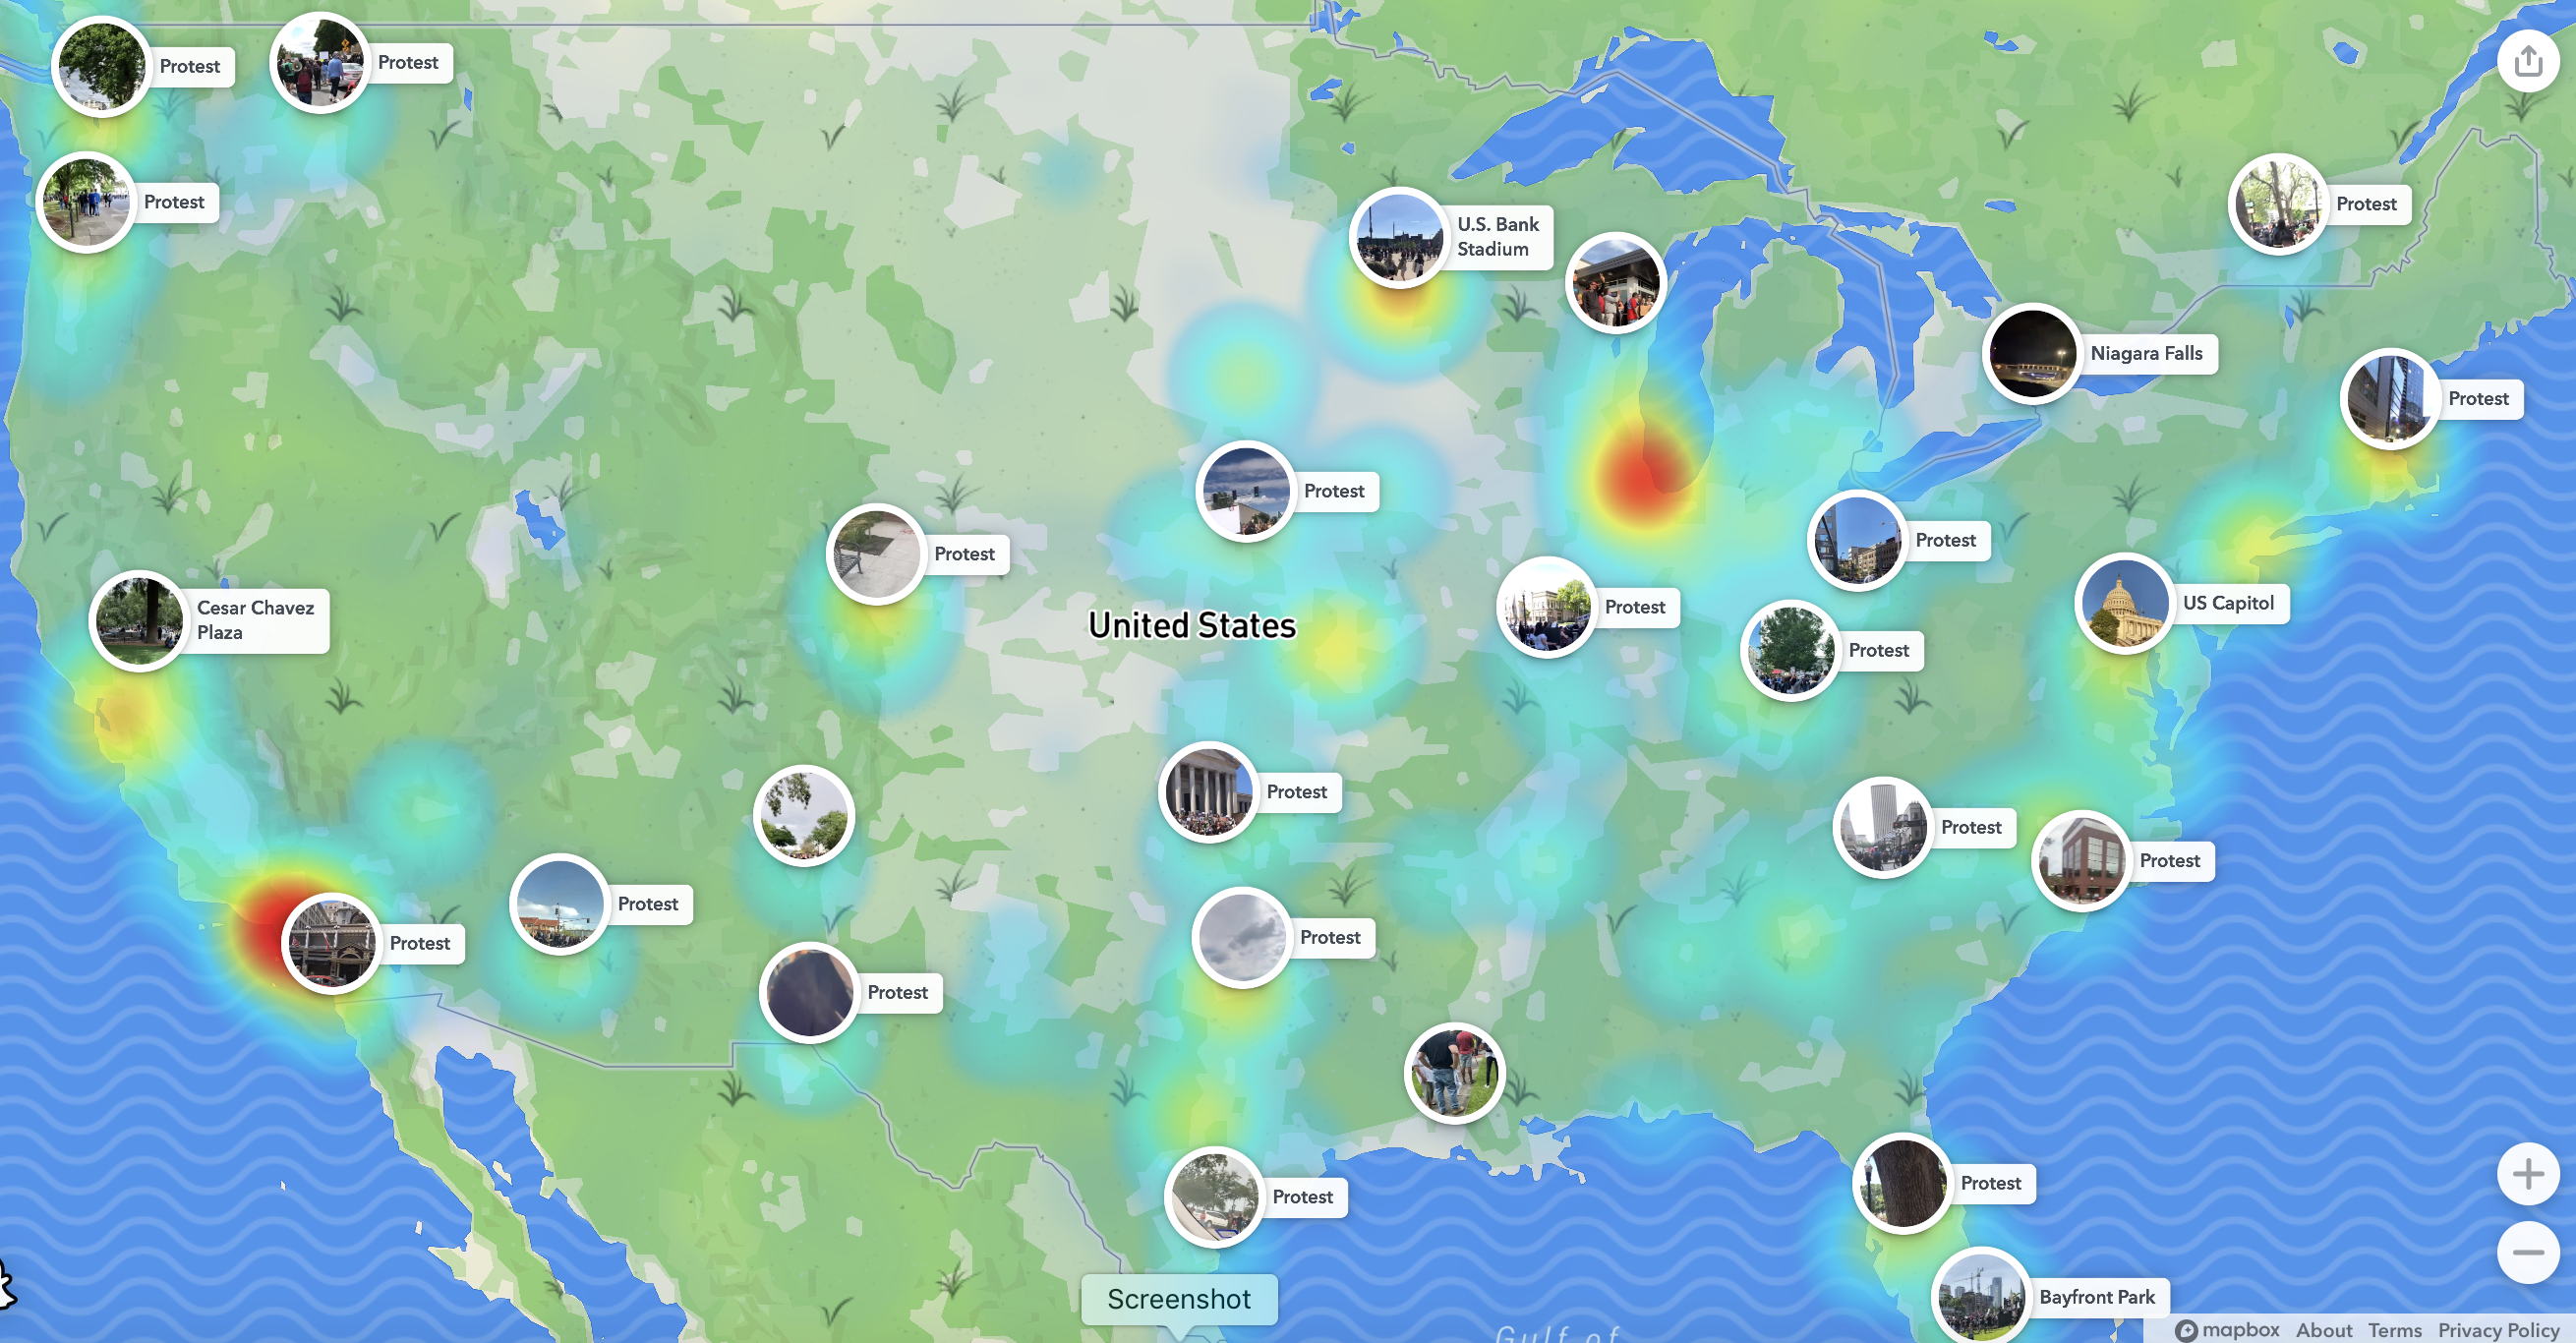 Protest
Protest
Protest
U.S. Bank
Stadium
Protest
Niagara Falls
Protest
Protest
Protest
Protest
Cesar Chavez
Plaza
United States
Protest
US Capitol
Protest
Protest
Protest
Protest
Protest
Protest
Protest
Protest
Protest
Protest
Protest
Screenshot
Bayfront Park
Gulf of
mapbox About Terms Privacy Policy